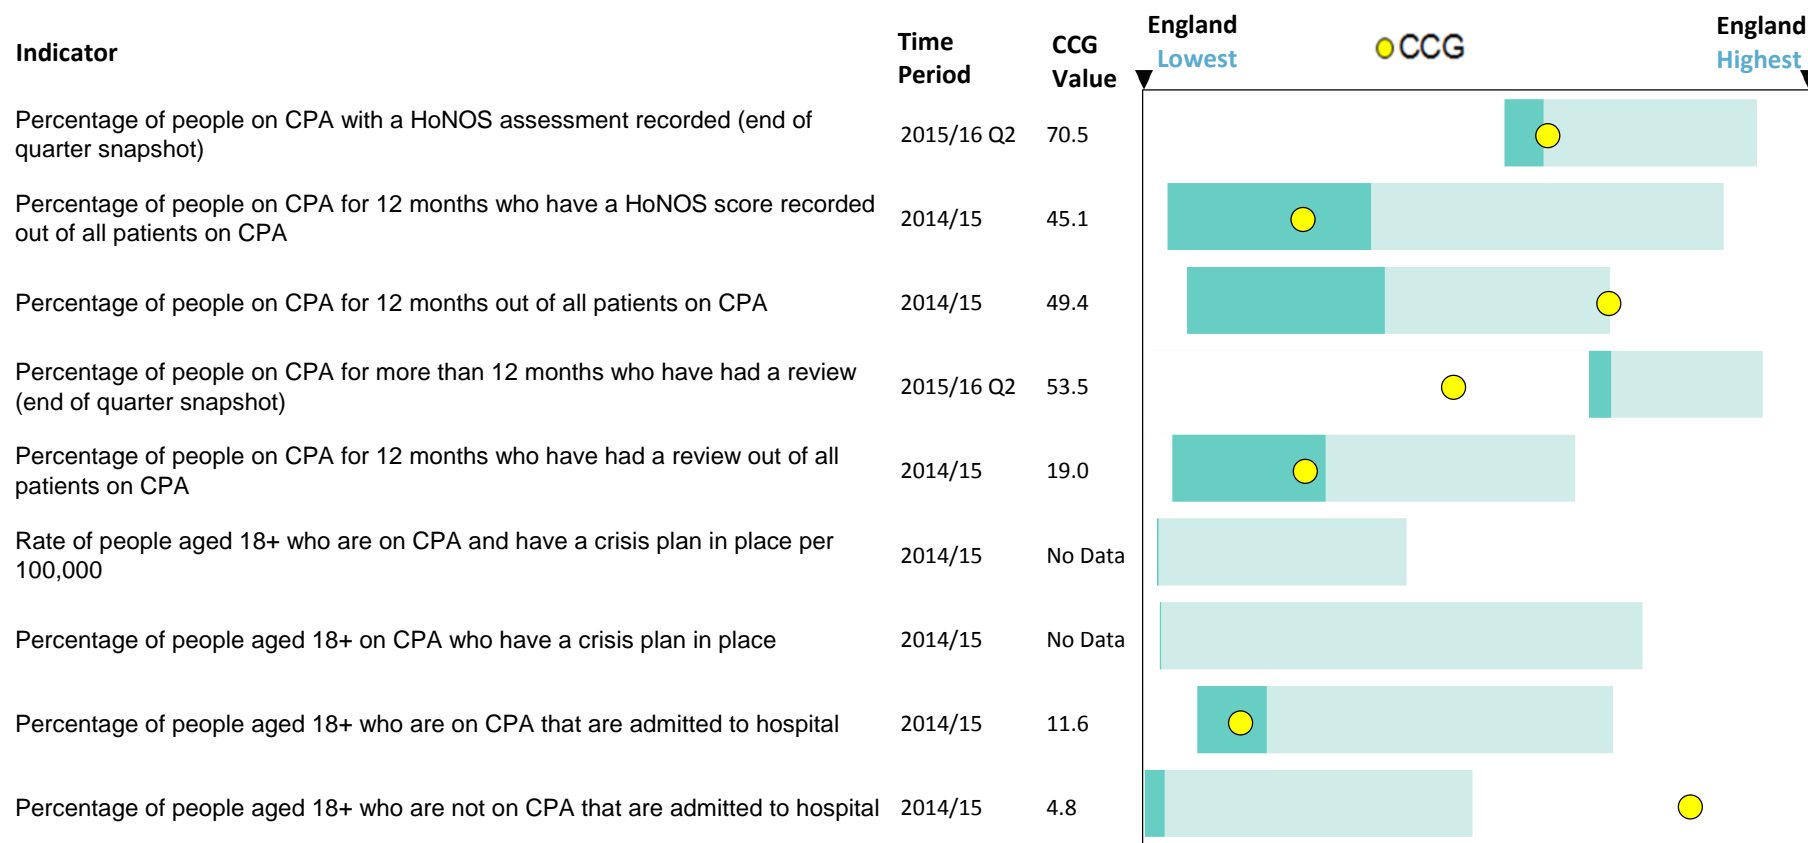 Indicator
Time
Period
CCG
Value
England
Lowest
CCG
England
Highest
Percentage of people on CPA with a HoNOS assessment recorded (end of
quarter snapshot)
2015/16 Q2
70.5
Percentage of people on CPA for 12 months who have a HoNOS score recorded
out of all patients on CPA
2014/15
45.1
Percentage of people on CPA for 12 months out of all patients on CPA
2014/15
49.4
Percentage of people on CPA for more than 12 months who have had a review
(end of quarter snapshot)
2015/16 Q2
53.5
Percentage of people on CPA for 12 months who have had a review out of all
patients on CPA
2014/15
19.0
Rate of people aged 18+ who are on CPA and have a crisis plan in place per
100,000
2014/15
No Data
Percentage of people aged 18+ on CPA who have a crisis plan in place
2014/15
No Data
Percentage of people aged 18+ who are on CPA that are admitted to hospital
2014/15
11.6
Percentage of people aged 18+ who are not on CPA that are admitted to hospital
2014/15
4.8